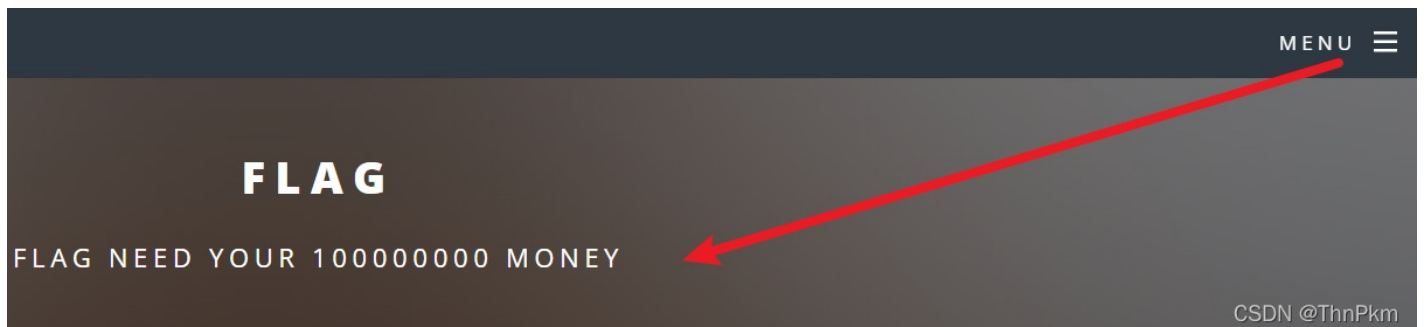 MENU
FLAG
FLAG NEED YOUR 100000000 MONEY
CSDN @ThnPkm